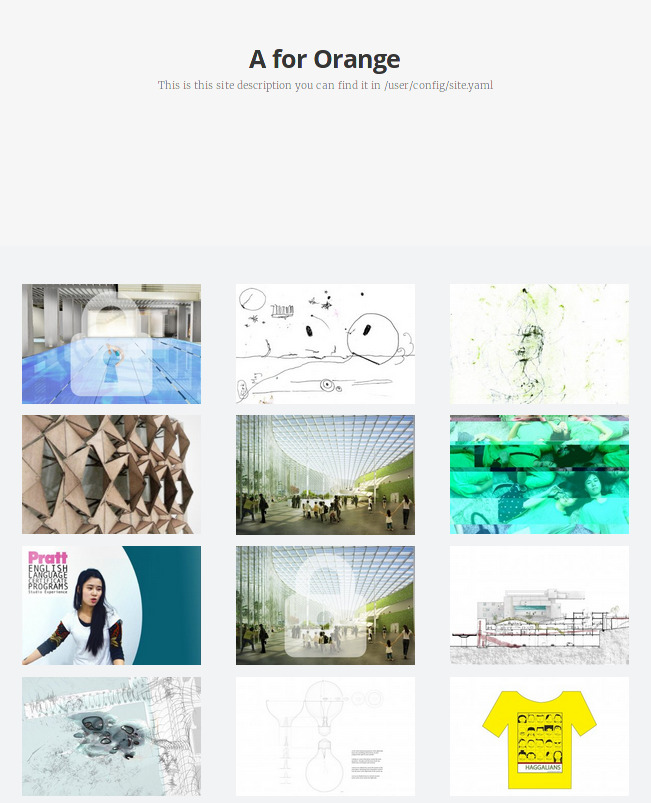 A for Orange
This is this site description you can find it in /user/config/site.yaml
Pratt
ENGLISH
LANGUAGE
CERTIFICATE
PROGRAMS
Studio Experience
HAGGALIANS